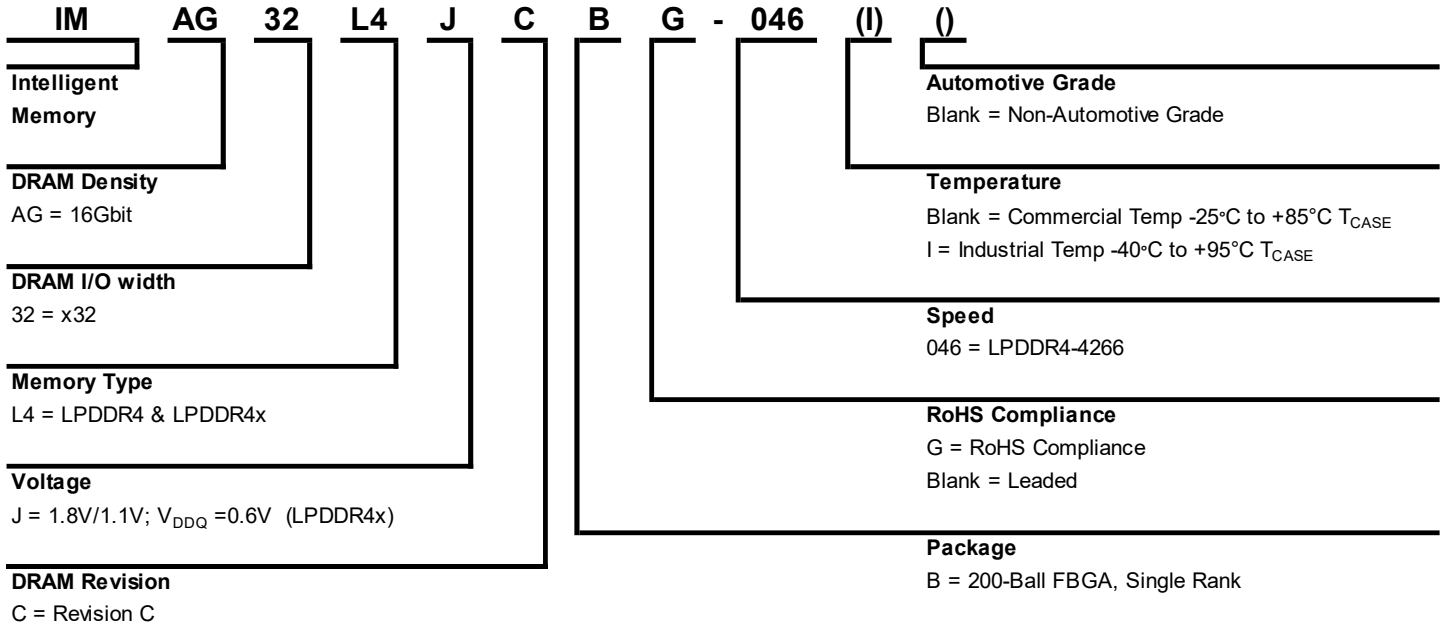 IM AG 32 L4 J C B G - 046 (I) ()
Intelligent
Memory
DRAM Density
AG = 16Gbit
DRAM I/O width
32 = x32
Memory Type
L4 = LPDDR4 & LPDDR4x
Voltage
J = 1.8V/1.1V; VDDQ =0.6V (LPDDR4x)
DRAM Revision
C = Revision C
Automotive Grade
Blank = Non-Automotive Grade
Temperature
Blank = Commercial Temp -25°C to +85°C TCASE
I = Industrial Temp -40°C to +95°C TCASE
Speed
046 = LPDDR4-4266
RoHS Compliance
G = RoHS Compliance
Blank = Leaded
Package
B = 200-Ball FBGA, Single Rank